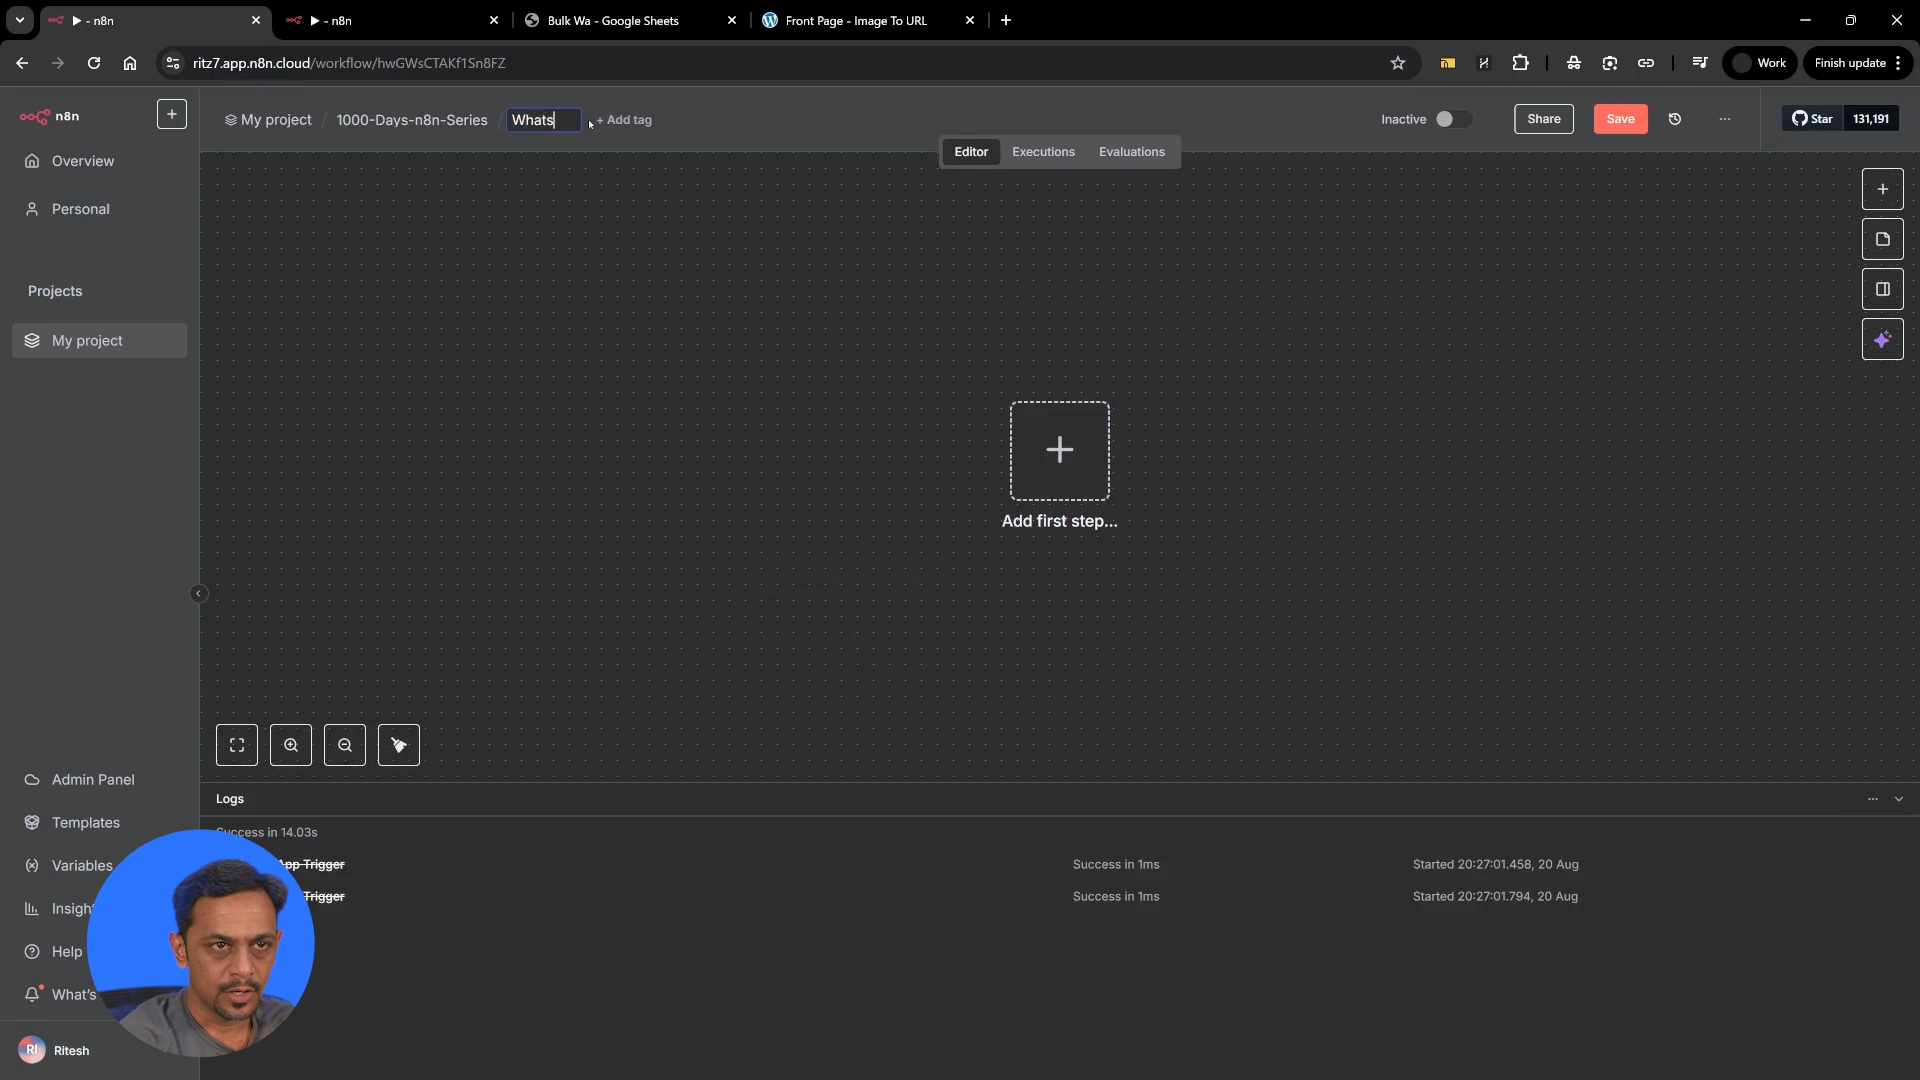 ▶ - n8n
▶ - n8n
Bulk Wa - Google Sheets
Front Page - Image To URL
ritz7.app.n8n.cloud/workflow/hwGWsCTAKf1Sn8FZ
Work
Finish update
n8n
My project / 1000-Days-n8n-Series / Whats
+ Add tag
Inactive
Share
Save
Star 131,191
Editor
Executions
Evaluations
Overview
Personal
Projects
My project
Add first step...
Admin Panel
Templates
Variables
Insigh
Help
What's
RI Ritesh
Logs
Success in 14.03s
App Trigger Success in 1ms Started 20:27:01.458, 20 Aug
Trigger Success in 1ms Started 20:27:01.794, 20 Aug